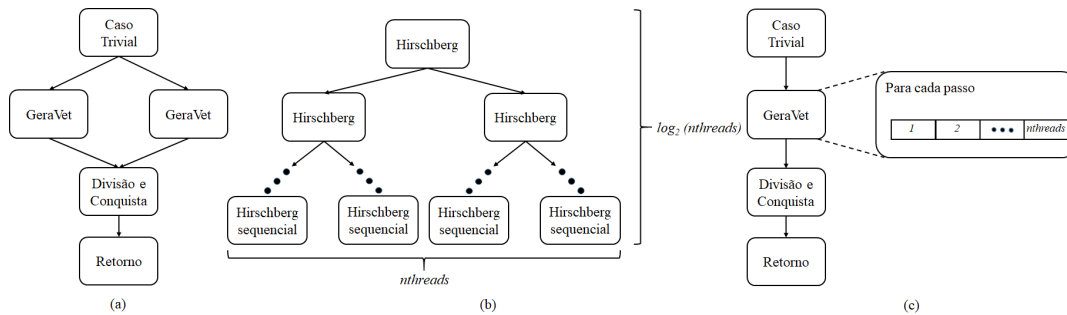 Caso
Trivial
GeraVet
GeraVet
Divisão e
Conquista
Retorno
(a)
Hirschberg
Hirschberg
Hirschberg
Hirschberg
sequencial
Hirschberg
sequencial
Hirschberg
sequencial
Hirschberg
sequencial
nthreads
log₂ (nthreads)
(b)
Caso
Trivial
GeraVet
Para cada passo
1 2 ••• nthreads
Divisão e
Conquista
Retorno
(c)